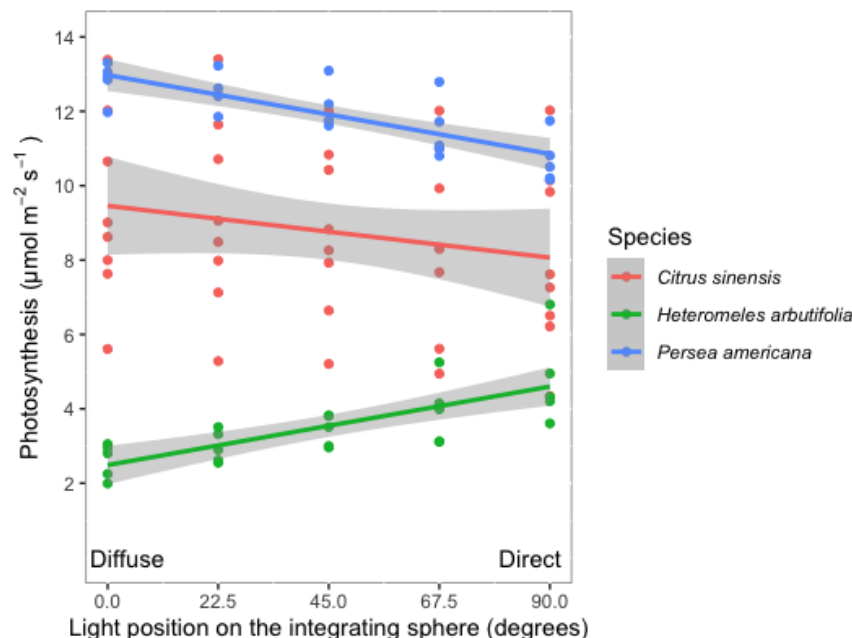 14
12
10
8
6
4
2
Photosynthesis (μmol m⁻² s⁻¹ )
Diffuse
Direct
0.0
22.5
45.0
67.5
90.0
Light position on the integrating sphere (degrees)
Species
Citrus sinensis
Heteromeles arbutifolia
Persea americana